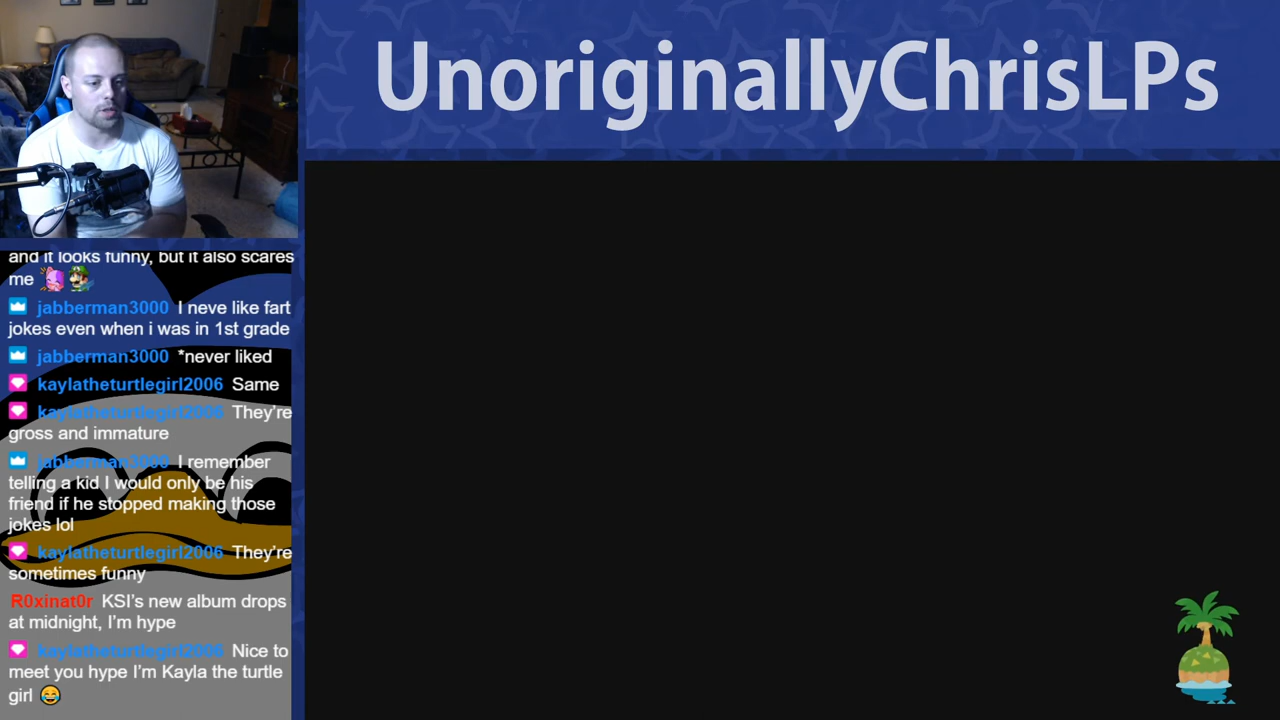 UnoriginallyChrisLPs
and it looks funny, but it also scares
me
jabberman3000 I neve like fart
jokes even when i was in 1st grade
jabberman3000 *never liked
kaylatheturtlegirl2006 Same
kaylatheturtlegirl2006 They're
gross and immature
jabberman3000 I remember
telling a kid I would only be his
friend if he stopped making those
jokes lol
kaylatheturtlegirl2006 They're
sometimes funny
R0xinat0r KSI's new album drops
at midnight, I'm hype
kaylatheturtlegirl2006 Nice to
meet you hype I'm Kayla the turtle
girl 😂